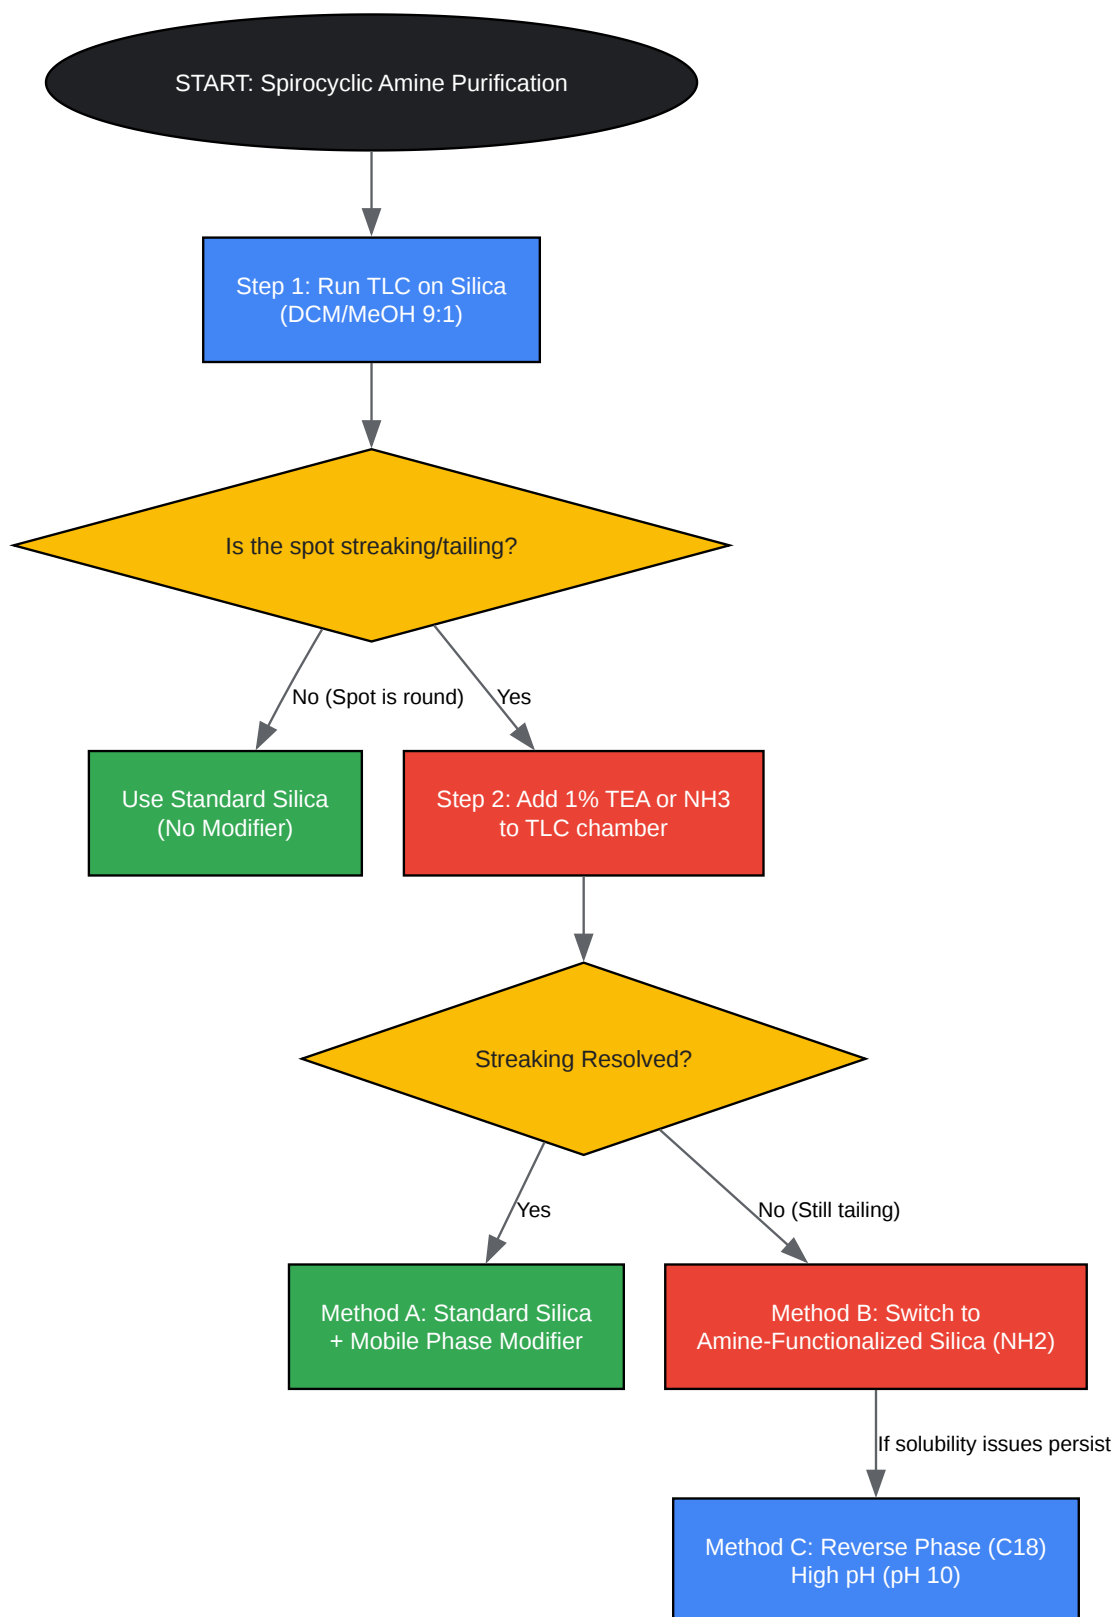 START: Spirocyclic Amine Purification
Step 1: Run TLC on Silica
(DCM/MeOH 9:1)
Is the spot streaking/tailing?
No (Spot is round)
Yes
Use Standard Silica
(No Modifier)
Step 2: Add 1% TEA or NH3
to TLC chamber
Streaking Resolved?
Yes
No (Still tailing)
Method A: Standard Silica
+ Mobile Phase Modifier
Method B: Switch to
Amine-Functionalized Silica (NH2)
If solubility issues persist
Method C: Reverse Phase (C18)
High pH (pH 10)